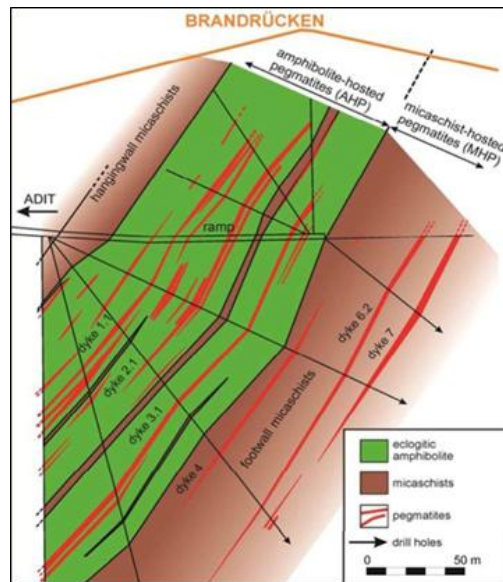 BRANDRÜCKEN
amphibolite-hosted
pegmatites (AHP)
micaschist-hosted
pegmatites (MHP)
hangingwall micaschists
ADIT
ramp
dyke 1.1
dyke 2.1
dyke 3.1
dyke 4
footwall micaschists
dyke 6.2
dyke 7
eclogitic
amphibolite
micaschists
pegmatites
drill holes
0 50 m